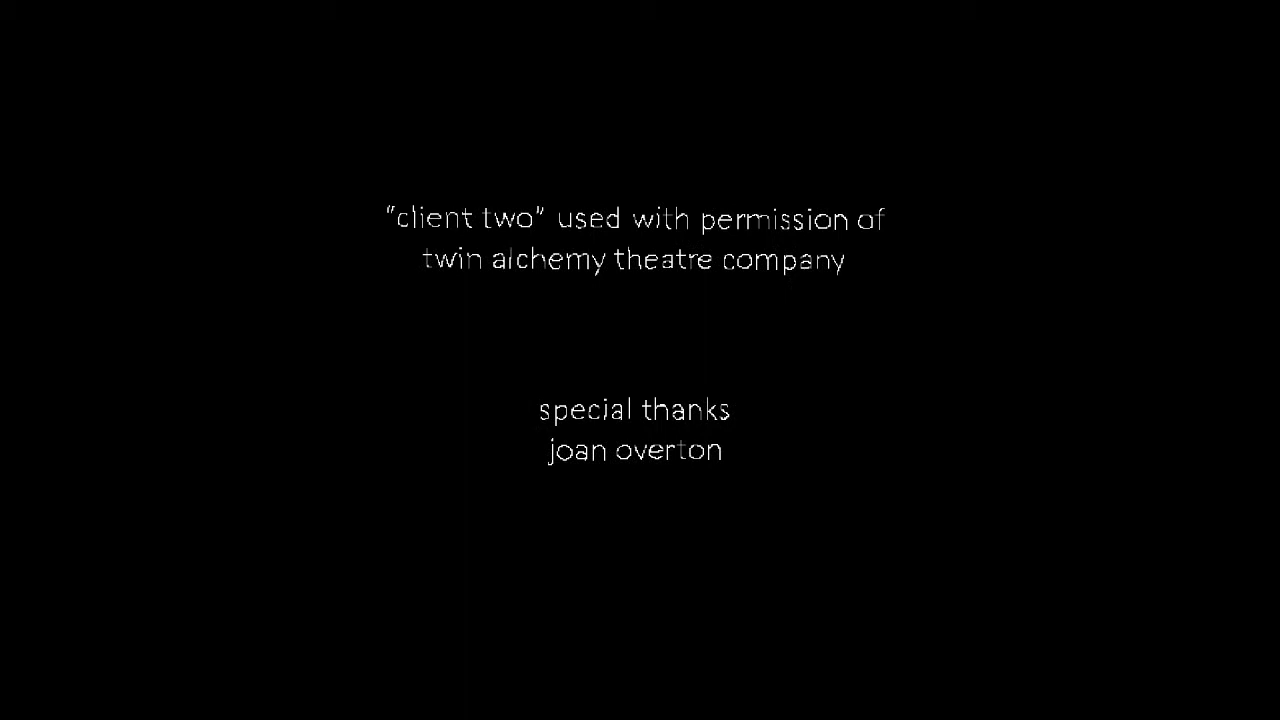 "client two" used with permission of
twin alchemy theatre company
special thanks
joan overton